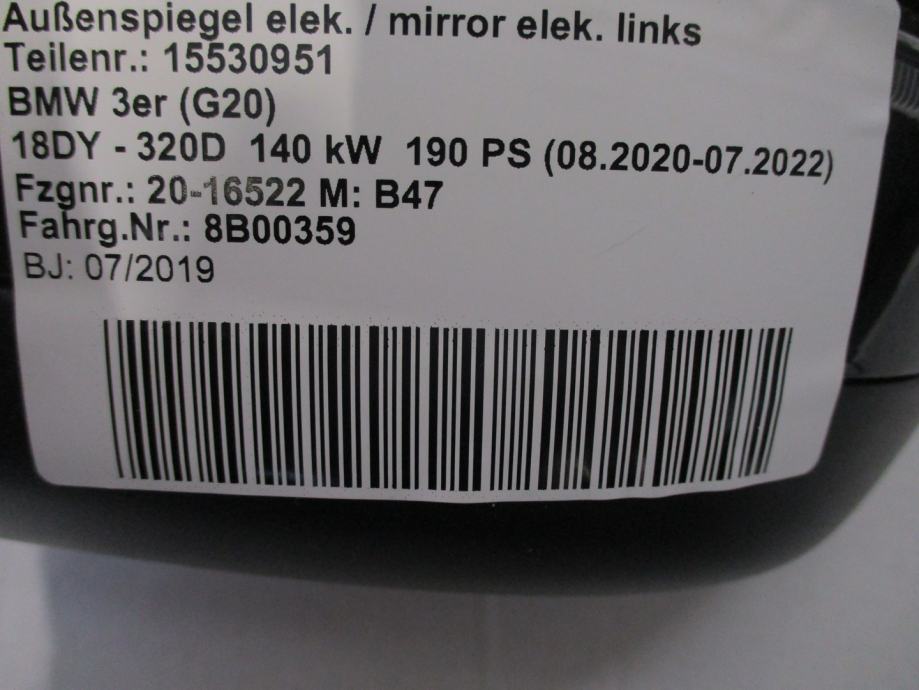 Außenspiegel elek. / mirror elek. links
Teilenr.: 15530951
BMW 3er (G20)
18DY - 320D 140 kW 190 PS (08.2020-07.2022)
Fzgnr.: 20-16522 M: B47
Fahrg.Nr.: 8B00359
BJ: 07/2019